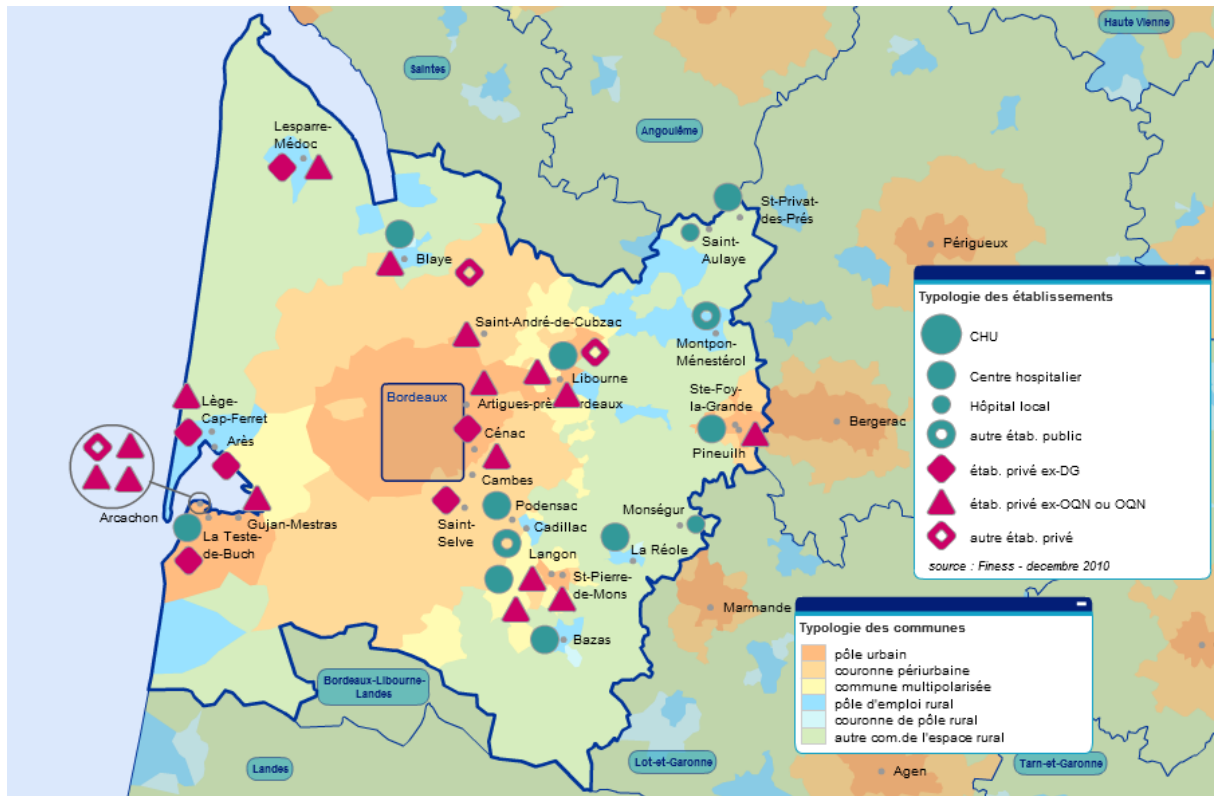 Haute Vienne
Saintes
Angoulême
Lesparre-
Médoc
St-Privat-
des-Prés
Saint-
Aulaye
Périgueux
Blaye
Saint-André-de-Cubzac
Montpon-
Ménestérol
Libourne
Bordeaux
Artigues-près-Bordeaux
Ste-Foy-
la-Grande
Bergerac
Lège-
Cap-Ferret
Arès
Cénac
Pineuilh
Cambes
Arcachon
Gujan-Mestras
La Teste-
de-Buch
Saint-
Selve
Podensac
Cadillac
Monségur
La Réole
Langon
St-Pierre-
de-Mons
Marmande
Bazas
Bordeaux-Libourne-
Landes
Landes
Lot-et-Garonne
Agen
Tarn-et-Garonne
Typologie des établissements
CHU
Centre hospitalier
Hôpital local
autre étab. public
étab. privé ex-DG
étab. privé ex-OQN ou OQN
autre étab. privé
source : Finess - decembre 2010
Typologie des communes
pôle urbain
couronne périurbaine
commune multipolarisée
pôle d'emploi rural
couronne de pôle rural
autre com.de l'espace rural